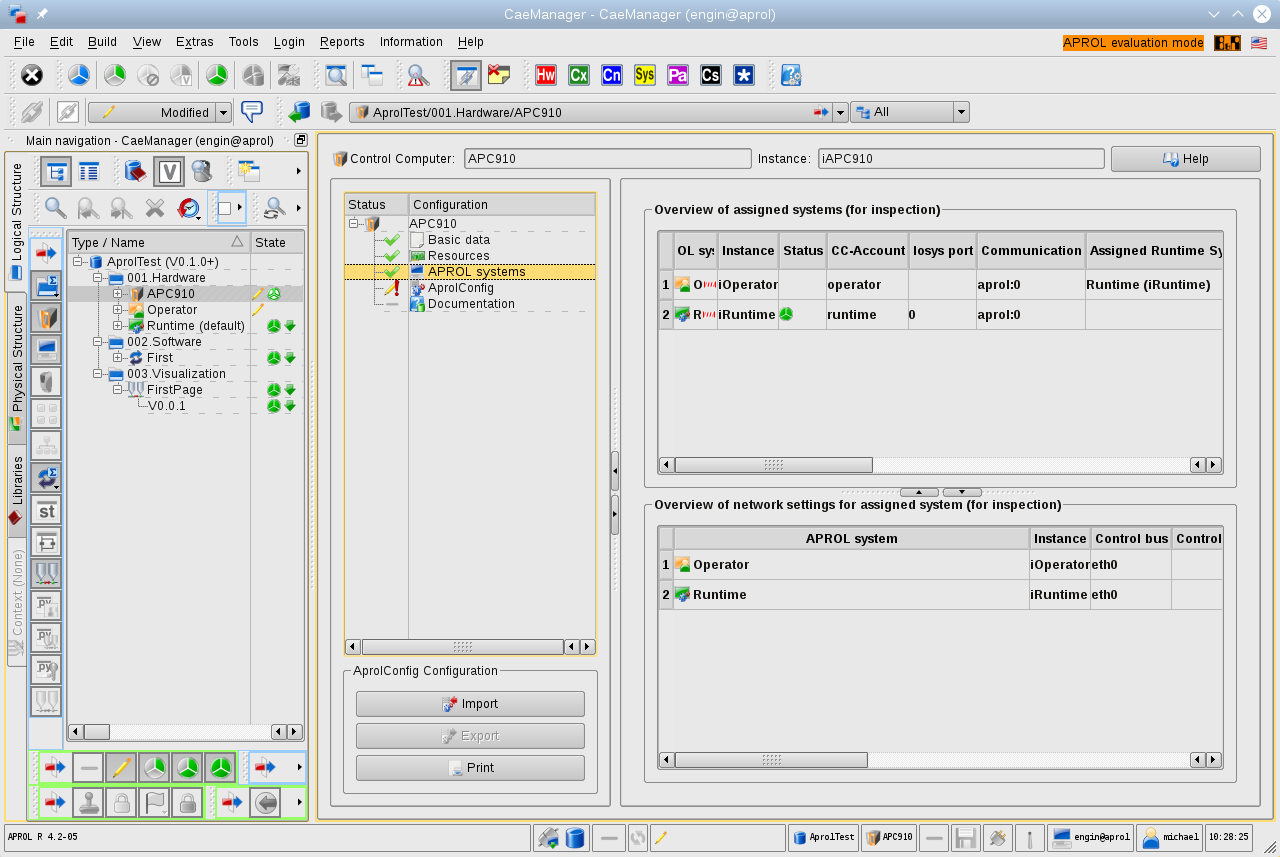 CaeManager - CaeManager (engin@aprol)
File Edit Build View Extras Tools Login Reports Information Help
APROL evaluation mode
Hw Cx Cn Sys Pa Cs *
Modified
AprolTest/001.Hardware/APC910
All
Main navigation - CaeManager (engin@aprol)
Logical Structure
Physical Structure
Libraries
Context (None)
V
st
py
py
py
Type / Name State
AprolTest (V0.1.0+)
001.Hardware
APC910
Operator
Runtime (default)
002.Software
First
003.Visualization
FirstPage
V0.0.1
Control Computer: APC910 Instance: iAPC910 Help
Status Configuration
APC910
Basic data
Resources
APROL systems
AprolConfig
Documentation
AprolConfig Configuration
Import
Export
Print
Overview of assigned systems (for inspection)
Instance Status CC-Account Iosys port Communication Assigned Runtime Sy
1 O iOperator operator aprol:0 Runtime (iRuntime)
2 R iRuntime runtime 0 aprol:0
Overview of network settings for assigned system (for inspection)
APROL system Instance Control bus Control
1 Operator iOperator eth0
2 Runtime iRuntime eth0
APROL R 4.2-05
AprolTest APC910 engin@aprol michael 10:28:25